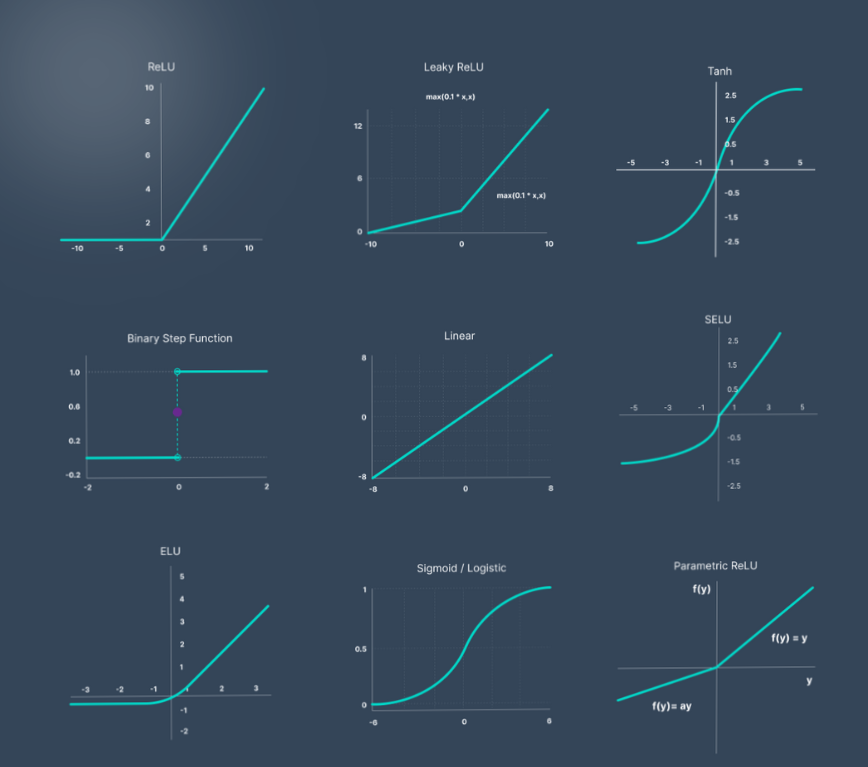 ReLU
10
8
6
4
2
-10 -5 0 5 10
Leaky ReLU
max(0.1 * x,x)
12
6
max(0.1 * x,x)
0
-10 0 10
Tanh
2.5
1.5
0.5
-5 -3 -1 1 3 5
-0.5
-1.5
-2.5
Binary Step Function
1.0
0.6
0.2
-0.2
-2 0 2
Linear
8
0
-8
-8 0 8
SELU
2.5
1.5
0.5
-5 -3 -1 1 3 5
-0.5
-1.5
-2.5
ELU
5
4
3
2
1
-3 -2 -1 1 2 3
-1
-2
Sigmoid / Logistic
1
0.5
0
-6 0 6
Parametric ReLU
f(y)
f(y) = y
y
f(y)= ay